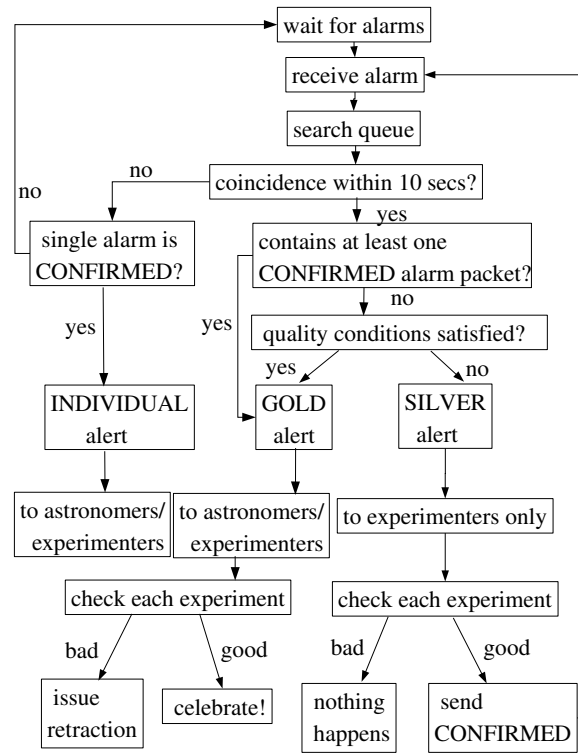 wait for alarms
receive alarm
search queue
no
no
coincidence within 10 secs?
yes
single alarm is
CONFIRMED?
contains at least one
CONFIRMED alarm packet?
no
yes
yes
quality conditions satisfied?
yes
no
INDIVIDUAL
alert
GOLD
alert
SILVER
alert
to astronomers/
experimenters
to astronomers/
experimenters
to experimenters only
check each experiment
check each experiment
bad
good
bad
good
issue
retraction
celebrate!
nothing
happens
send
CONFIRMED